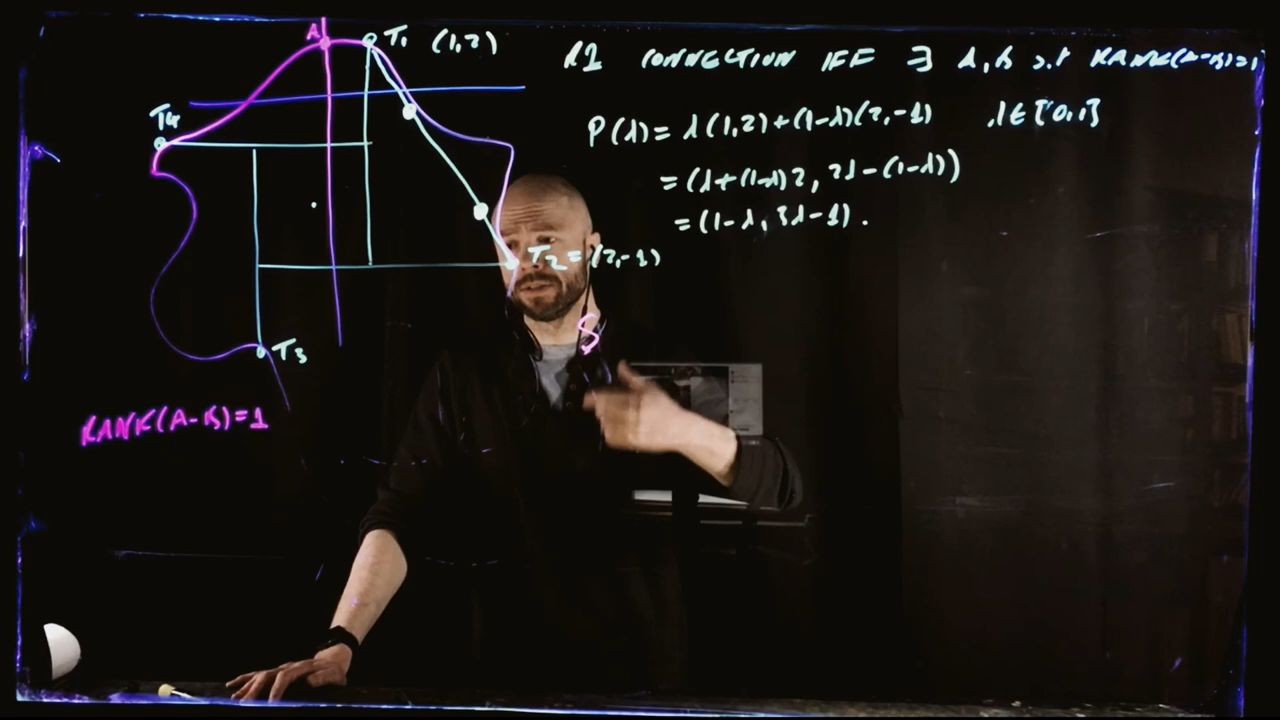 A
T₁ (1,2)
R1 CONNECTION IFF ∃ A,B s.t RANK(A-B)=1
T₄
P(λ)= λ(1,2)+(1-λ)(2,-1) , λ∈[0,1]
=(λ+(1-λ)2, 2λ-(1-λ))
=(1-λ, 3λ-1).
T₂=(2,-1)
S
T₃
RANK(A-B)=1